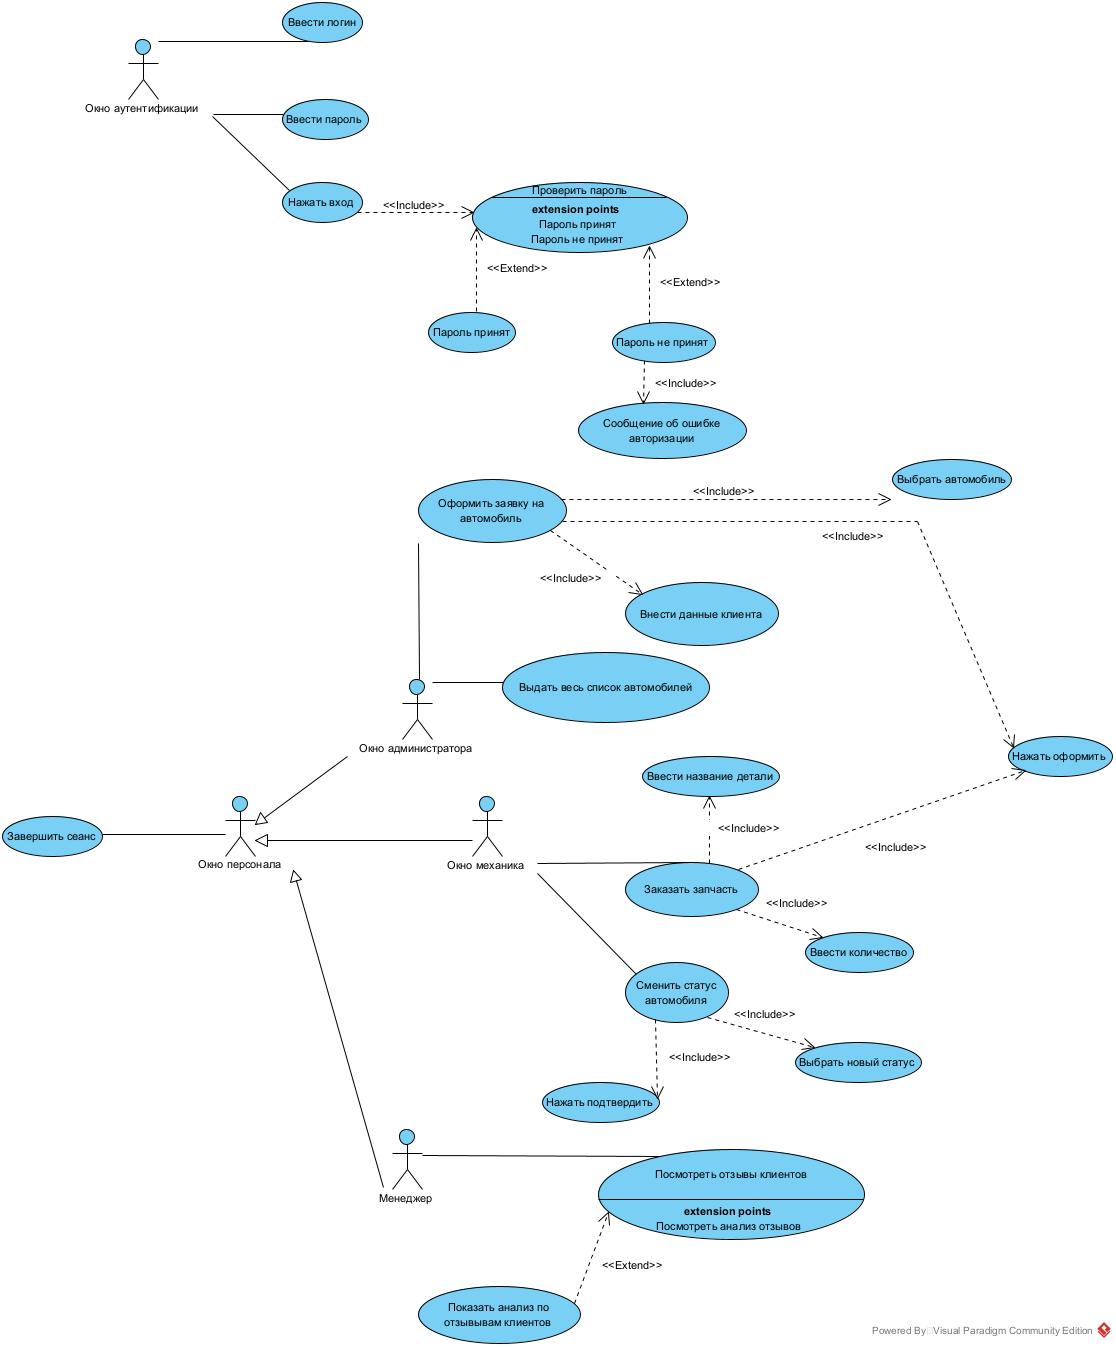 Ввести логин
Окно аутентификации
Ввести пароль
Нажать вход
<<Include>>
Проверить пароль
extension points
Пароль принят
Пароль не принят
<<Extend>>
<<Extend>>
Пароль принят
Пароль не принят
<<Include>>
Сообщение об ошибке
авторизации
Оформить заявку на
автомобиль
<<Include>>
Выбрать автомобиль
<<Include>>
<<Include>>
Внести данные клиента
Выдать весь список автомобилей
Окно администратора
Нажать оформить
Ввести название детали
<<Include>>
<<Include>>
Завершить сеанс
Окно персонала
Окно механика
Заказать запчасть
<<Include>>
Ввести количество
Сменить статус
автомобиля
<<Include>>
<<Include>>
Выбрать новый статус
Нажать подтвердить
Менеджер
Посмотреть отзывы клиентов
extension points
Посмотреть анализ отзывов
<<Extend>>
Показать анализ по
отзывывам клиентов
Powered By Visual Paradigm Community Edition